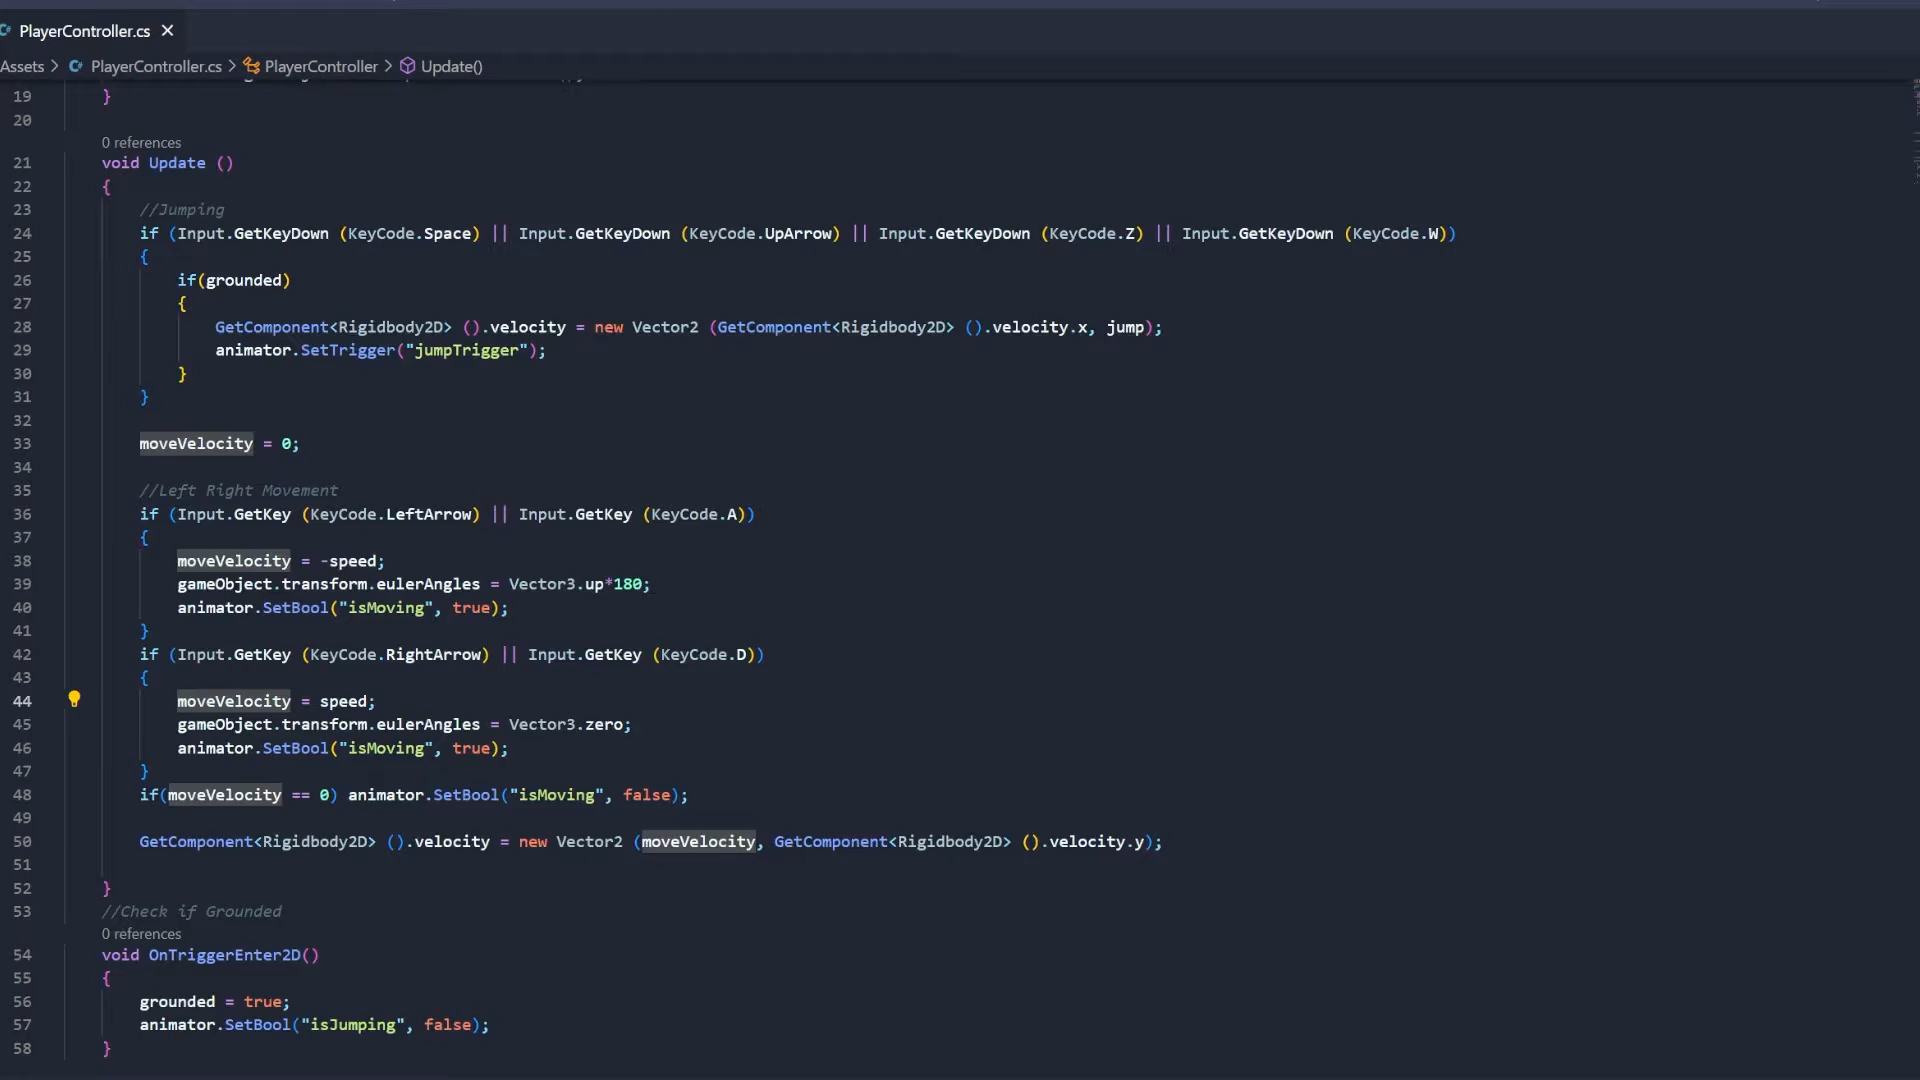 PlayerController.cs
Assets > PlayerController.cs > PlayerController > Update()
19 }
20
0 references
21 void Update ()
22 {
23 //Jumping
24 if (Input.GetKeyDown (KeyCode.Space) || Input.GetKeyDown (KeyCode.UpArrow) || Input.GetKeyDown (KeyCode.Z) || Input.GetKeyDown (KeyCode.W))
25 {
26 if(grounded)
27 {
28 GetComponent<Rigidbody2D> ().velocity = new Vector2 (GetComponent<Rigidbody2D> ().velocity.x, jump);
29 animator.SetTrigger("jumpTrigger");
30 }
31 }
32
33 moveVelocity = 0;
34
35 //Left Right Movement
36 if (Input.GetKey (KeyCode.LeftArrow) || Input.GetKey (KeyCode.A))
37 {
38 moveVelocity = -speed;
39 gameObject.transform.eulerAngles = Vector3.up*180;
40 animator.SetBool("isMoving", true);
41 }
42 if (Input.GetKey (KeyCode.RightArrow) || Input.GetKey (KeyCode.D))
43 {
44 moveVelocity = speed;
45 gameObject.transform.eulerAngles = Vector3.zero;
46 animator.SetBool("isMoving", true);
47 }
48 if(moveVelocity == 0) animator.SetBool("isMoving", false);
49
50 GetComponent<Rigidbody2D> ().velocity = new Vector2 (moveVelocity, GetComponent<Rigidbody2D> ().velocity.y);
51
52 }
53 //Check if Grounded
0 references
54 void OnTriggerEnter2D()
55 {
56 grounded = true;
57 animator.SetBool("isJumping", false);
58 }